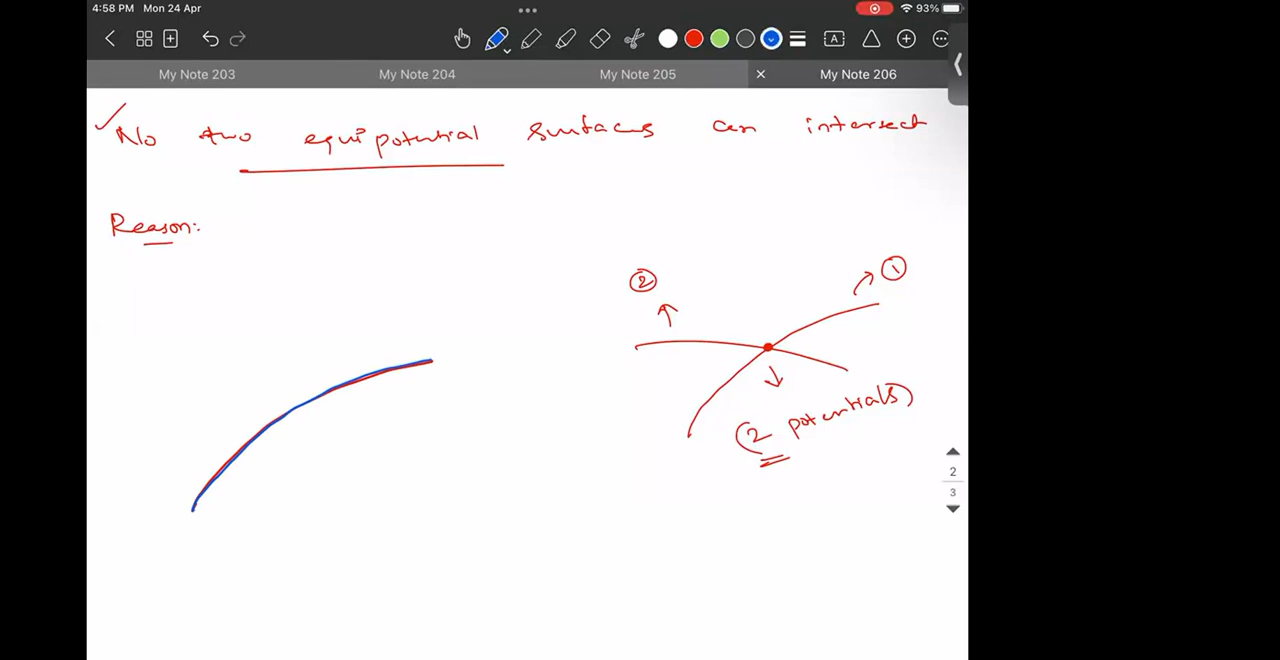 4:58 PM Mon 24 Apr
93%
My Note 203
My Note 204
My Note 205
My Note 206
A
No two equipotential surfaces can intersect
Reason:
2
1
(2 potentials)
2
3